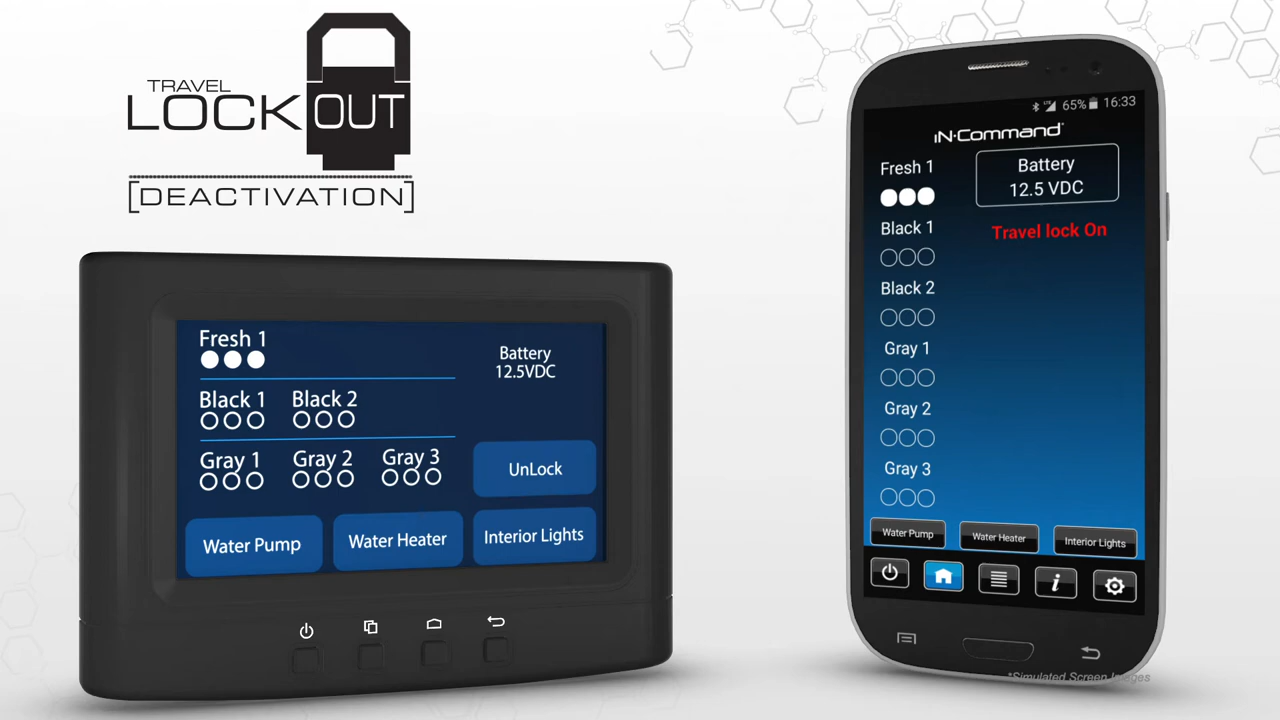 TRAVEL
LOCKOUT
[DEACTIVATION]
Fresh 1
Battery
12.5VDC
Black 1 Black 2
Gray 1 Gray 2 Gray 3
UnLock
Water Pump Water Heater Interior Lights
LTE 65% 16:33
iN·Command
Fresh 1
Battery
12.5 VDC
Black 1
Travel lock On
Black 2
Gray 1
Gray 2
Gray 3
Water Pump Water Heater Interior Lights
*Simulated Screen Images